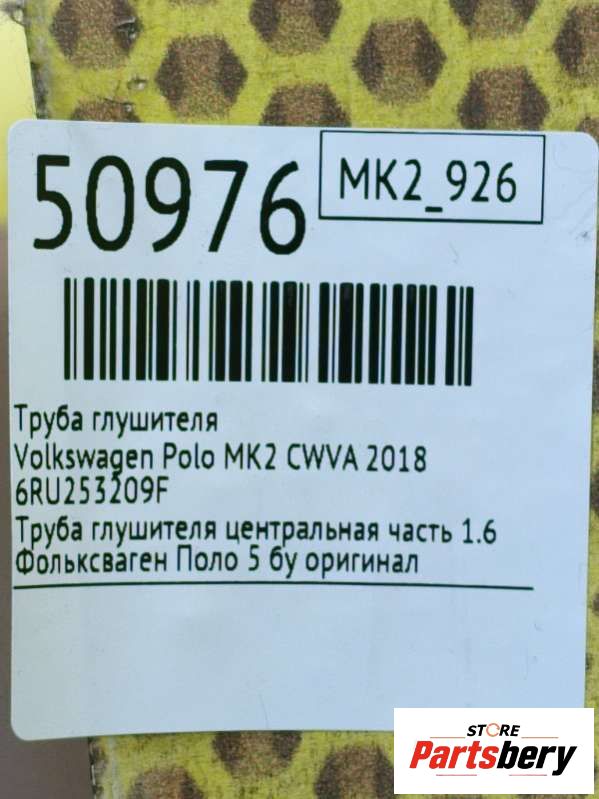 50976
MK2_926
Труба глушителя
Volkswagen Polo MK2 CWVA 2018
6RU253209F
Труба глушителя центральная часть 1.6
Фольксваген Поло 5 бу оригинал
STORE
Partsbery